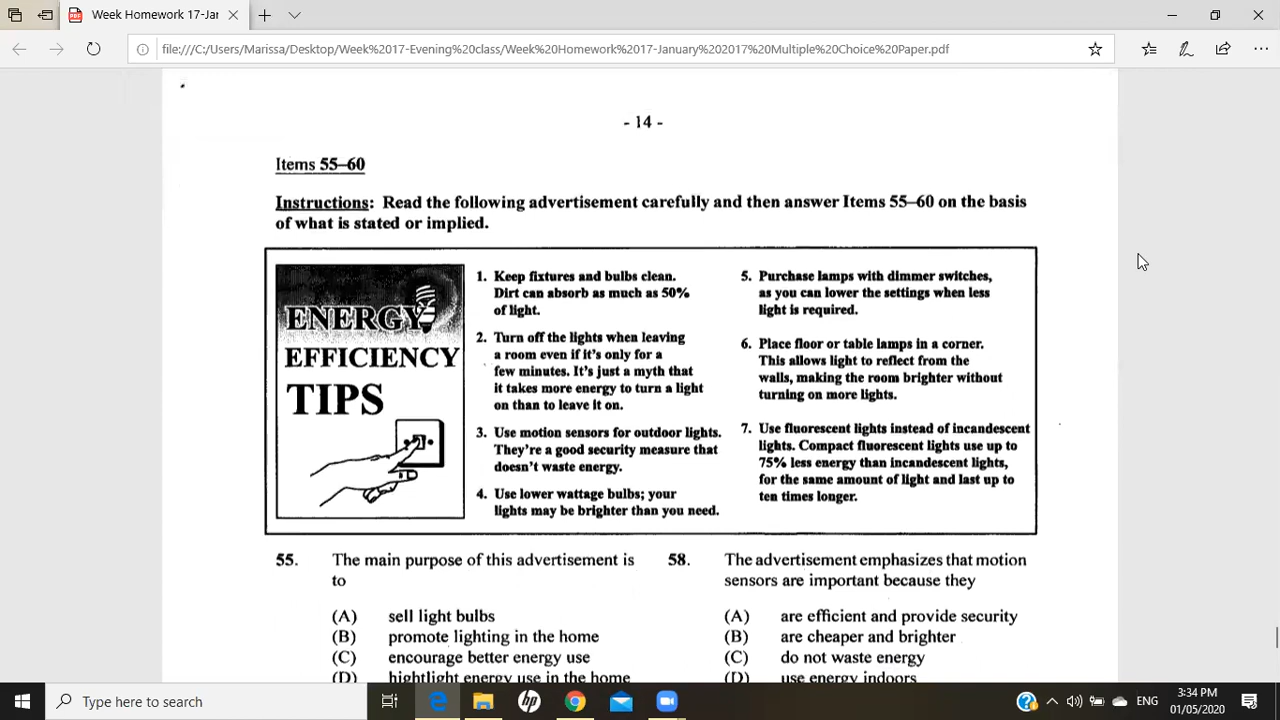 Week Homework 17-Jan
file:///C:/Users/Marissa/Desktop/Week%2017-Evening%20class/Week%20Homework%2017-January%202017%20Multiple%20Choice%20Paper.pdf
- 14 -
Items 55–60
Instructions: Read the following advertisement carefully and then answer Items 55–60 on the basis
of what is stated or implied.
ENERGY
EFFICIENCY
TIPS
1. Keep fixtures and bulbs clean.
Dirt can absorb as much as 50%
of light.
2. Turn off the lights when leaving
a room even if it's only for a
few minutes. It's just a myth that
it takes more energy to turn a light
on than to leave it on.
3. Use motion sensors for outdoor lights.
They're a good security measure that
doesn't waste energy.
4. Use lower wattage bulbs; your
lights may be brighter than you need.
5. Purchase lamps with dimmer switches,
as you can lower the settings when less
light is required.
6. Place floor or table lamps in a corner.
This allows light to reflect from the
walls, making the room brighter without
turning on more lights.
7. Use fluorescent lights instead of incandescent
lights. Compact fluorescent lights use up to
75% less energy than incandescent lights,
for the same amount of light and last up to
ten times longer.
55. The main purpose of this advertisement is
to
(A) sell light bulbs
(B) promote lighting in the home
(C) encourage better energy use
(D) hightlight energy use in the home
58. The advertisement emphasizes that motion
sensors are important because they
(A) are efficient and provide security
(B) are cheaper and brighter
(C) do not waste energy
(D) use energy indoors
Type here to search
hp
ENG
3:34 PM
01/05/2020